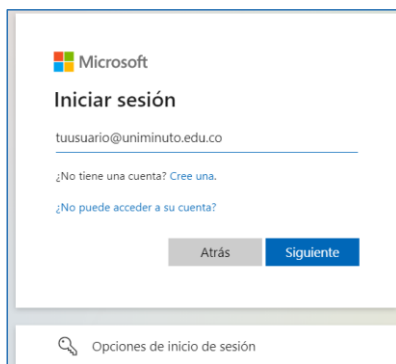 Microsoft
Iniciar sesión
tuusuario@uniminuto.edu.co
¿No tiene una cuenta? Cree una.
¿No puede acceder a su cuenta?
Atrás Siguiente
Opciones de inicio de sesión